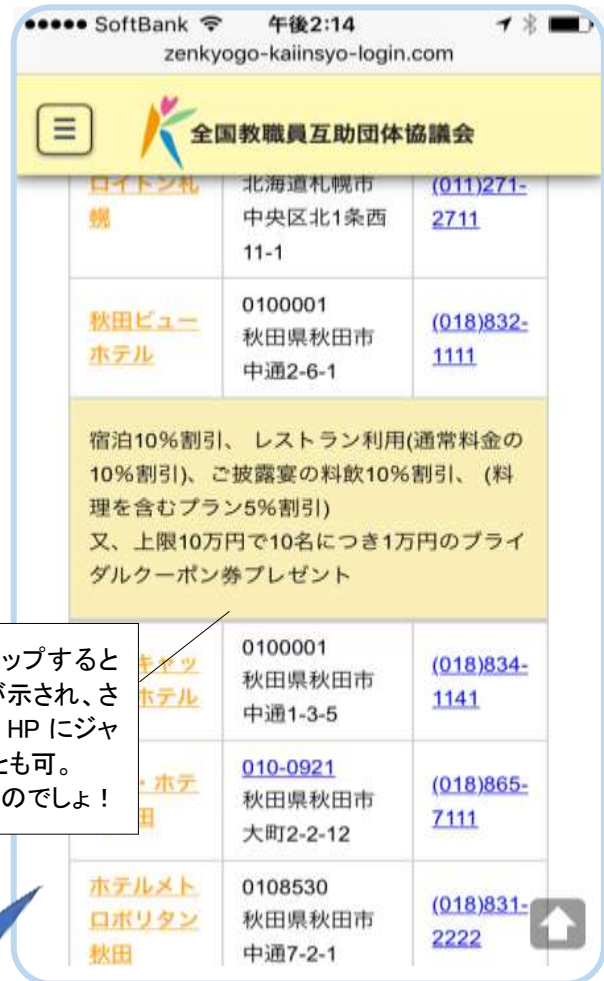 SoftBank 午後2:14
zenkyogo-kaiinsyo-login.com
全国教職員互助団体協議会
ロイトン札
幌
北海道札幌市
中央区北1条西
11-1
(011)271-
2711
秋田ビュー
ホテル
0100001
秋田県秋田市
中通2-6-1
(018)832-
1111
宿泊10%割引、 レストラン利用(通常料金の
10%割引)、ご披露宴の料飲10%割引、 (料
理を含むプラン5%割引)
又、上限10万円で10名につき1万円のブライ
ダルクーポン券プレゼント
ップすると
が示され、さ
HP にジャ
とも可。
のでしょ！
キャッ
ホテル
0100001
秋田県秋田市
中通1-3-5
(018)834-
1141
・ホテ
田
010-0921
秋田県秋田市
大町2-2-12
(018)865-
7111
ホテルメト
ロポリタン
秋田
0108530
秋田県秋田市
中通7-2-1
(018)831-
2222